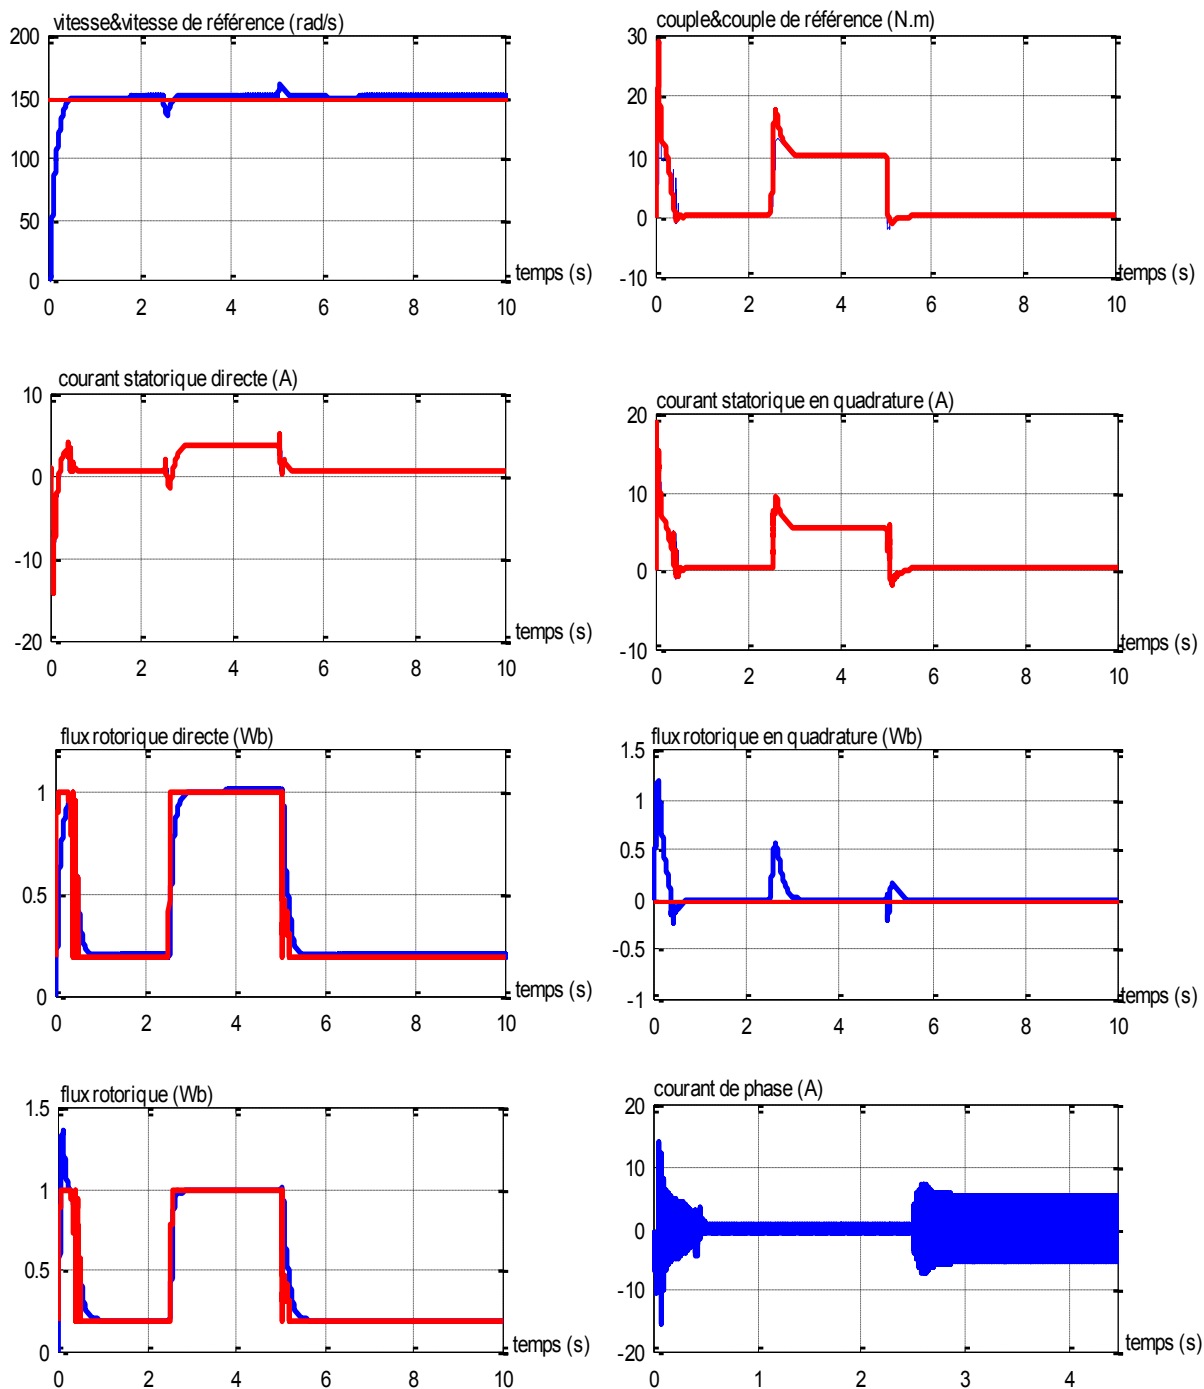 vitesse&vitesse de référence (rad/s)
200
150
100
50
0
temps (s)
0 2 4 6 8 10
couple&couple de référence (N.m)
30
20
10
0
-10
temps (s)
0 2 4 6 8 10
courant statorique directe (A)
10
0
-10
-20
temps (s)
0 2 4 6 8 10
courant statorique en quadrature (A)
20
10
0
-10
temps (s)
0 2 4 6 8 10
flux rotorique directe (Wb)
1
0.5
0
temps (s)
0 2 4 6 8 10
flux rotorique en quadrature (Wb)
1.5
1
0.5
0
-0.5
-1
temps (s)
0 2 4 6 8 10
flux rotorique (Wb)
1.5
1
0.5
0
temps (s)
0 2 4 6 8 10
courant de phase (A)
20
10
0
-10
-20
temps (s)
0 1 2 3 4